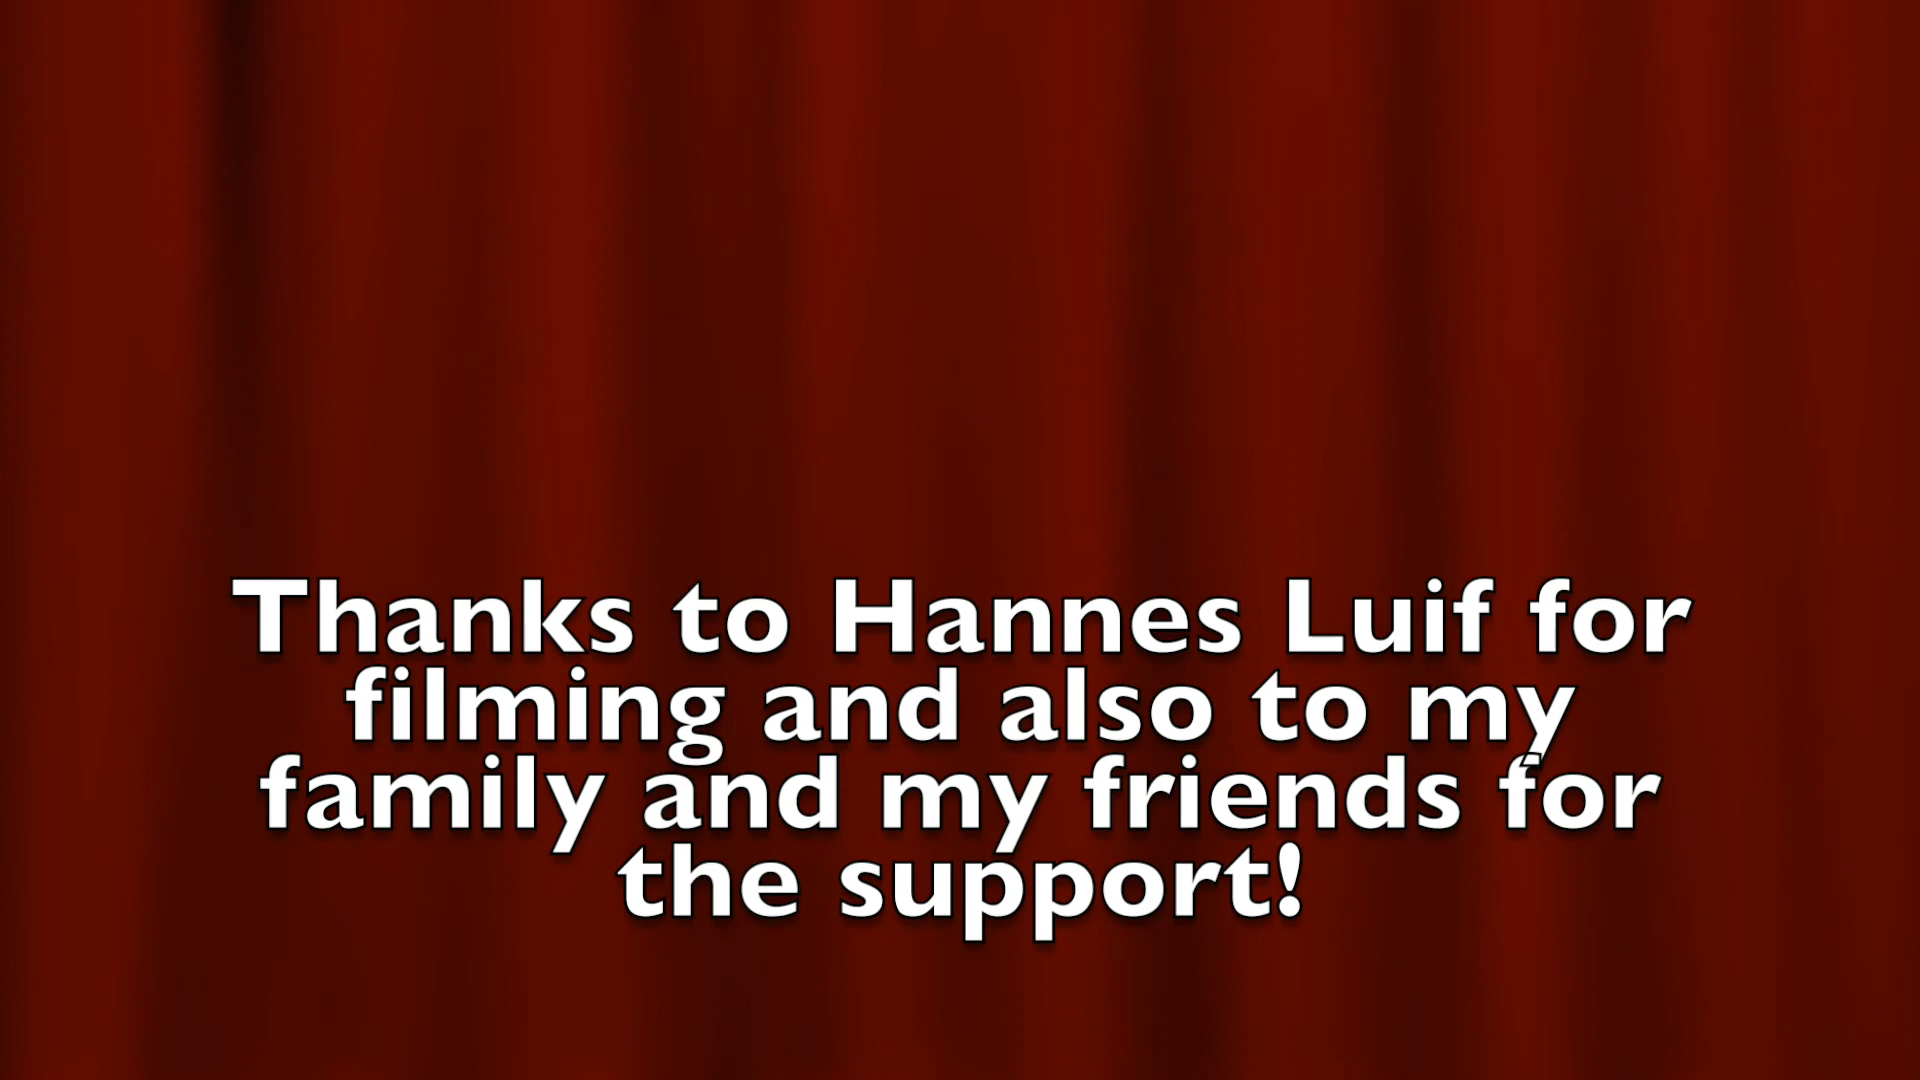 Thanks to Hannes Luif for
filming and also to my
family and my friends for
the support!